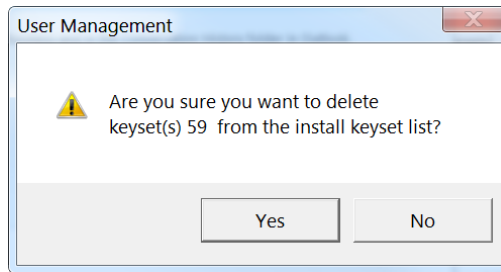 User Management
Are you sure you want to delete
keyset(s) 59  from the install keyset list?
Yes
No